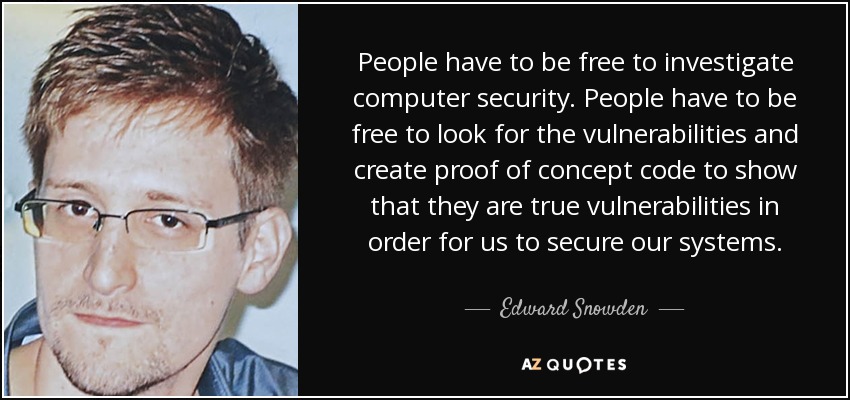 People have to be free to investigate
computer security. People have to be
free to look for the vulnerabilities and
create proof of concept code to show
that they are true vulnerabilities in
order for us to secure our systems.
Edward Snowden
AZ QUOTES